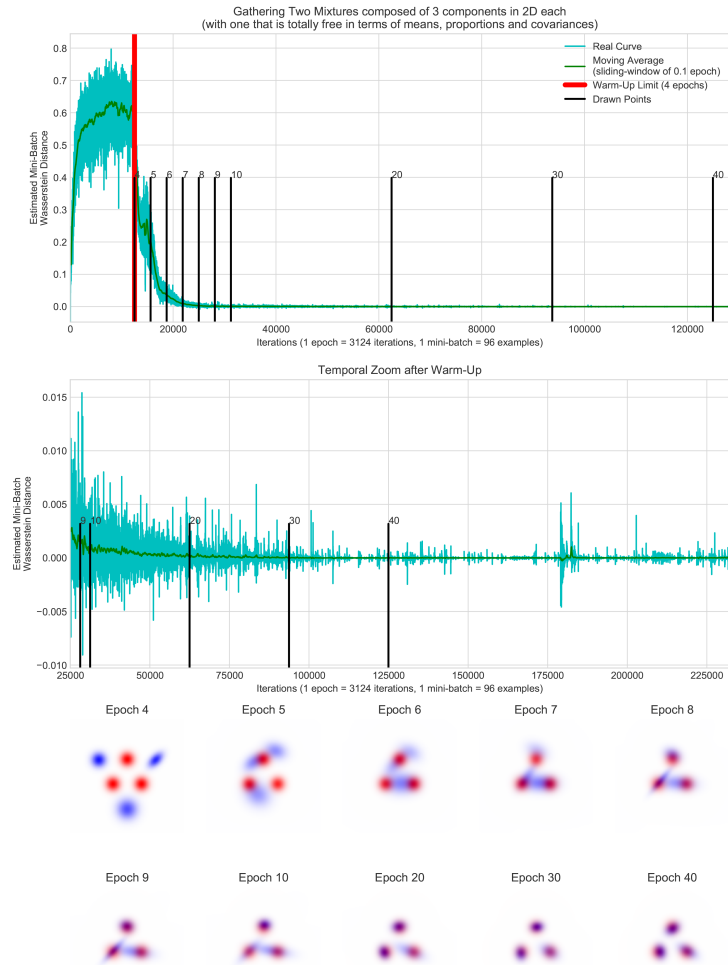 Gathering Two Mixtures composed of 3 components in 2D each
(with one that is totally free in terms of means, proportions and covariances)
Real Curve
Moving Average
(sliding-window of 0.1 epoch)
Warm-Up Limit (4 epochs)
Drawn Points
Estimated Mini-Batch
Wasserstein Distance
0.8
0.7
0.6
0.5
0.4
0.3
0.2
0.1
0.0
4 5 6 7 8 9 10 20 30 40
0 20000 40000 60000 80000 100000 120000
Iterations (1 epoch = 3124 iterations, 1 mini-batch = 96 examples)
Temporal Zoom after Warm-Up
Estimated Mini-Batch
Wasserstein Distance
0.015
0.010
0.005
0.000
−0.005
−0.010
9 10 20 30 40
25000 50000 75000 100000 125000 150000 175000 200000 225000
Iterations (1 epoch = 3124 iterations, 1 mini-batch = 96 examples)
Epoch 4 Epoch 5 Epoch 6 Epoch 7 Epoch 8
Epoch 9 Epoch 10 Epoch 20 Epoch 30 Epoch 40